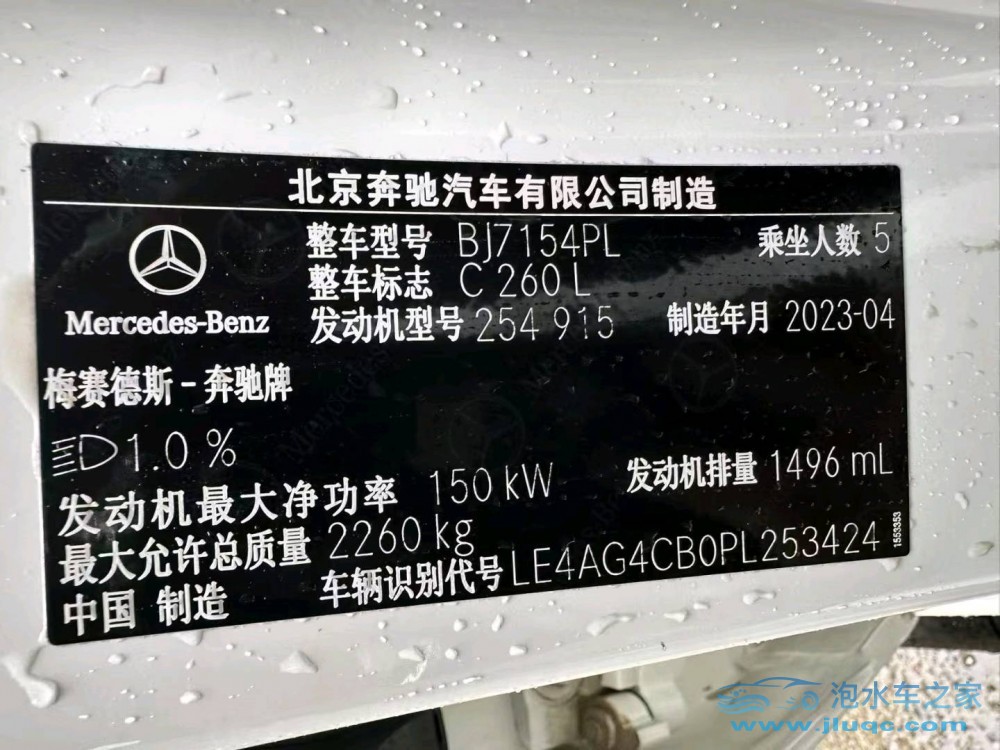 北京奔驰汽车有限公司制造
整车型号 BJ7154PL 乘坐人数 5
整车标志 C 260 L
发动机型号 254 915 制造年月 2023-04
Mercedes-Benz
梅赛德斯-奔驰牌
1.0 %
发动机最大净功率 150 kW 发动机排量 1496 mL
最大允许总质量 2260 kg
中国 制造 车辆识别代号 LE4AG4CB0PL253424
1553353
泡水车之家
www.jluqc.com